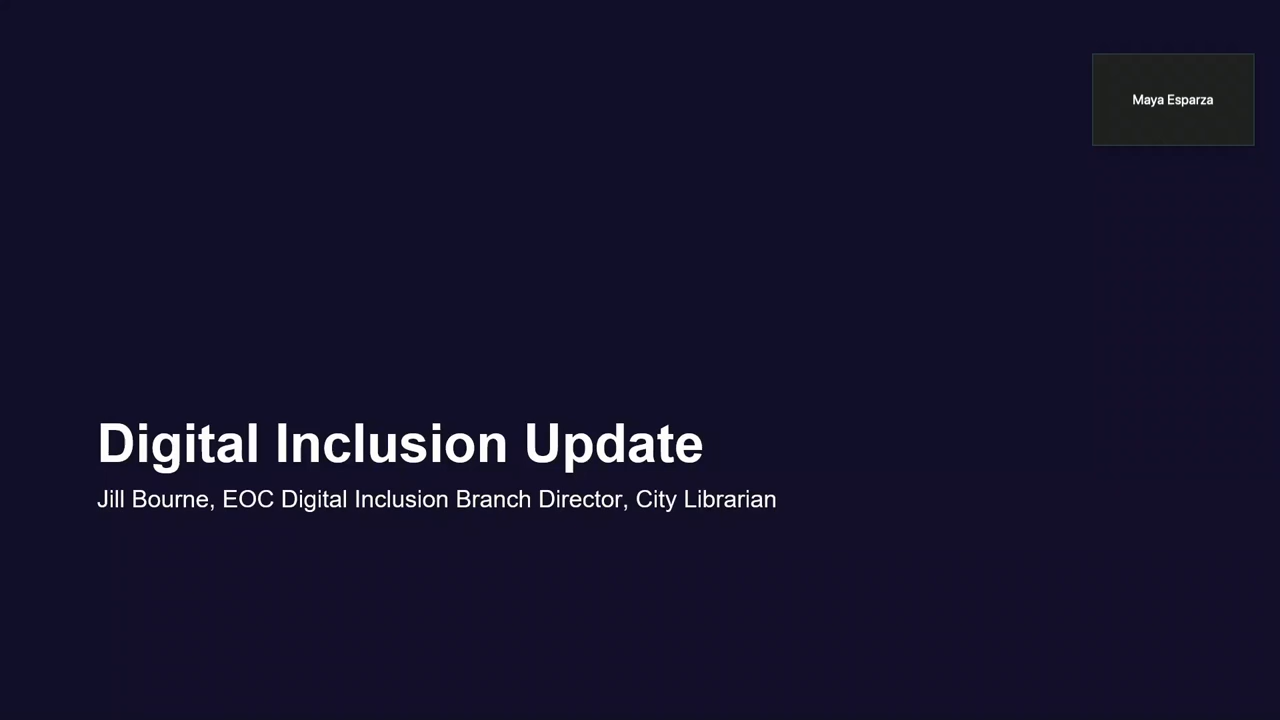 Maya Esparza
Digital Inclusion Update
Jill Bourne, EOC Digital Inclusion Branch Director, City Librarian